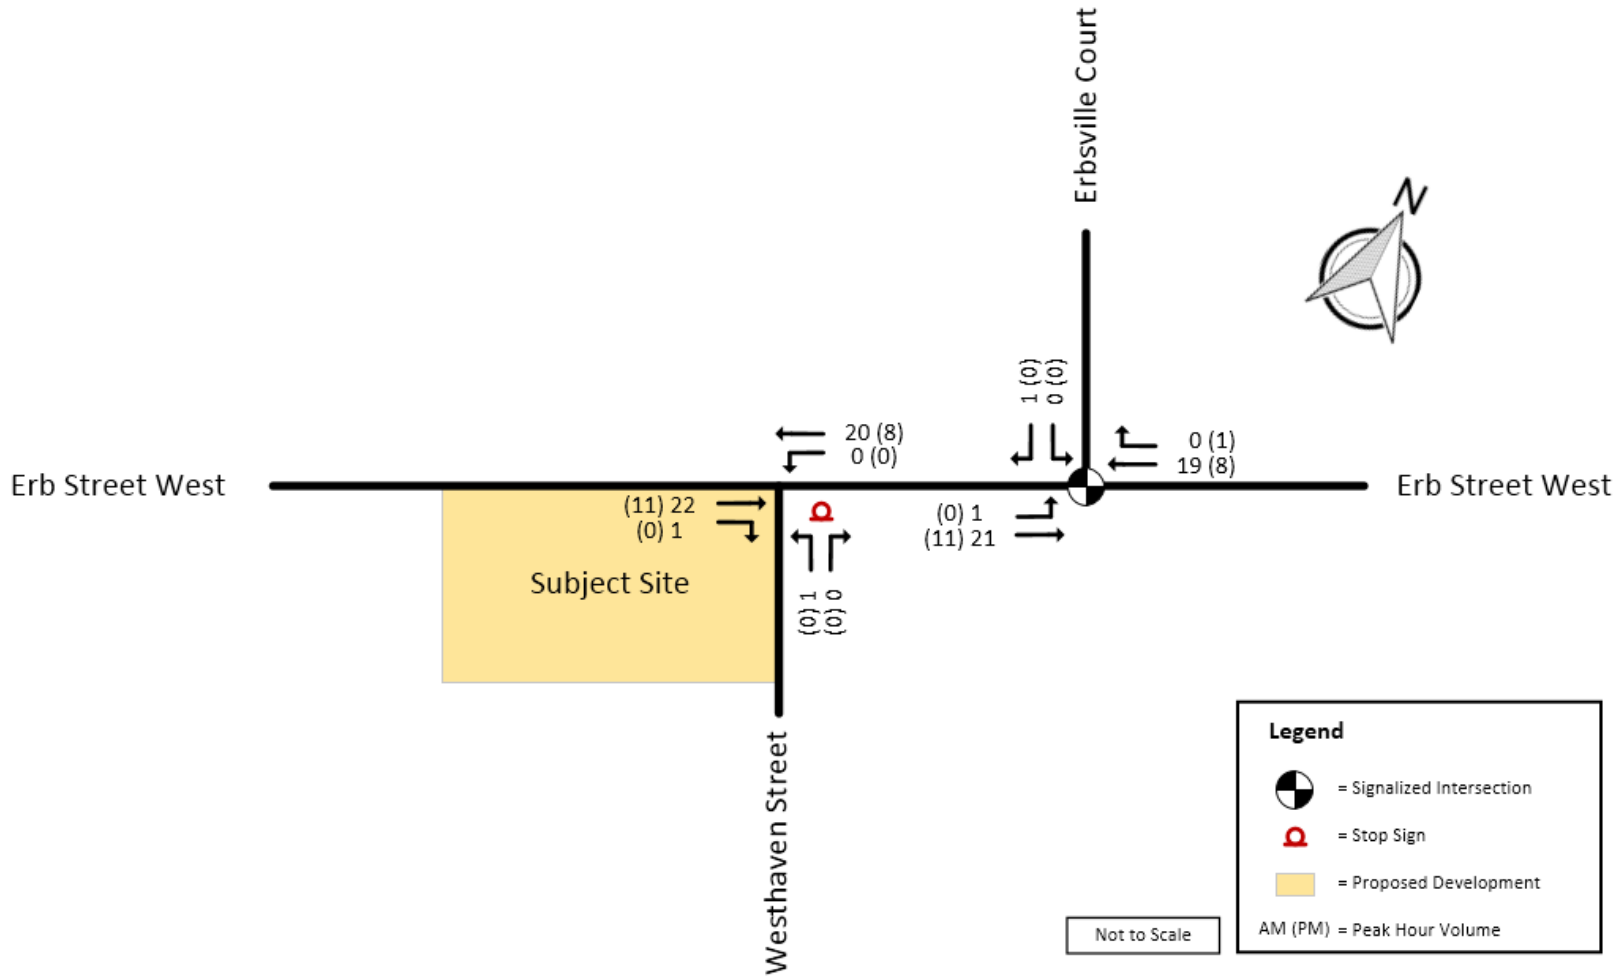 Erbsville Court
N
1 (0)
0 (0)
20 (8)
0 (0)
0 (1)
19 (8)
Erb Street West
Erb Street West
(11) 22
(0) 1
(0) 1
(11) 21
Subject Site
(0) 1
(0) 0
Westhaven Street
Legend
= Signalized Intersection
= Stop Sign
= Proposed Development
AM (PM) = Peak Hour Volume
Not to Scale